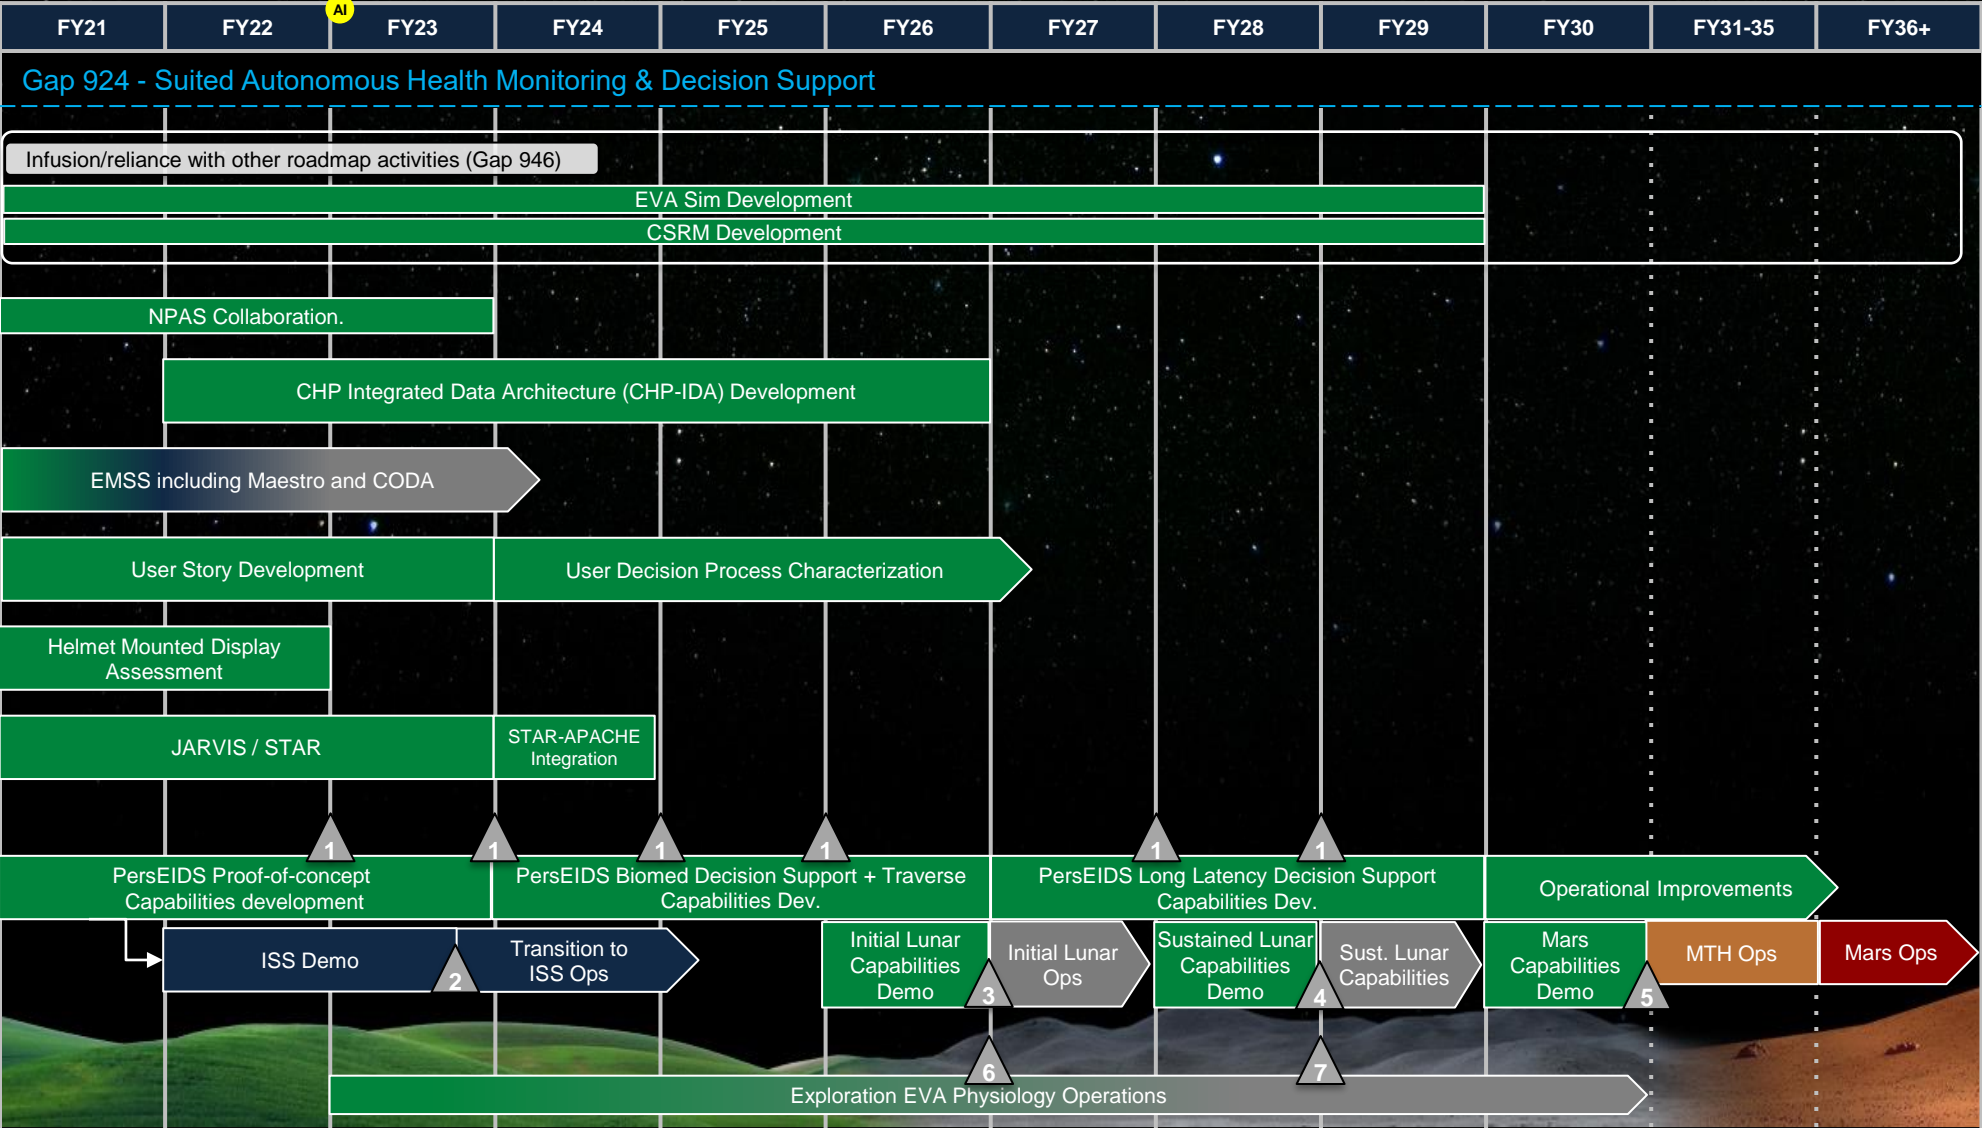 AI
FY21 FY22 FY23 FY24 FY25 FY26 FY27 FY28 FY29 FY30 FY31-35 FY36+
Gap 924 - Suited Autonomous Health Monitoring & Decision Support
Infusion/reliance with other roadmap activities (Gap 946)
EVA Sim Development
CSRM Development
NPAS Collaboration.
CHP Integrated Data Architecture (CHP-IDA) Development
EMSS including Maestro and CODA
User Story Development
User Decision Process Characterization
Helmet Mounted Display
Assessment
JARVIS / STAR
STAR-APACHE
Integration
1 1 1 1 1 1
PersEIDS Proof-of-concept
Capabilities development
PersEIDS Biomed Decision Support + Traverse
Capabilities Dev.
PersEIDS Long Latency Decision Support
Capabilities Dev.
Operational Improvements
ISS Demo
2
Transition to
ISS Ops
Initial Lunar
Capabilities
Demo
3
Initial Lunar
Ops
Sustained Lunar
Capabilities
Demo
4
Sust. Lunar
Capabilities
Mars
Capabilities
Demo
5
MTH Ops
Mars Ops
6 7
Exploration EVA Physiology Operations